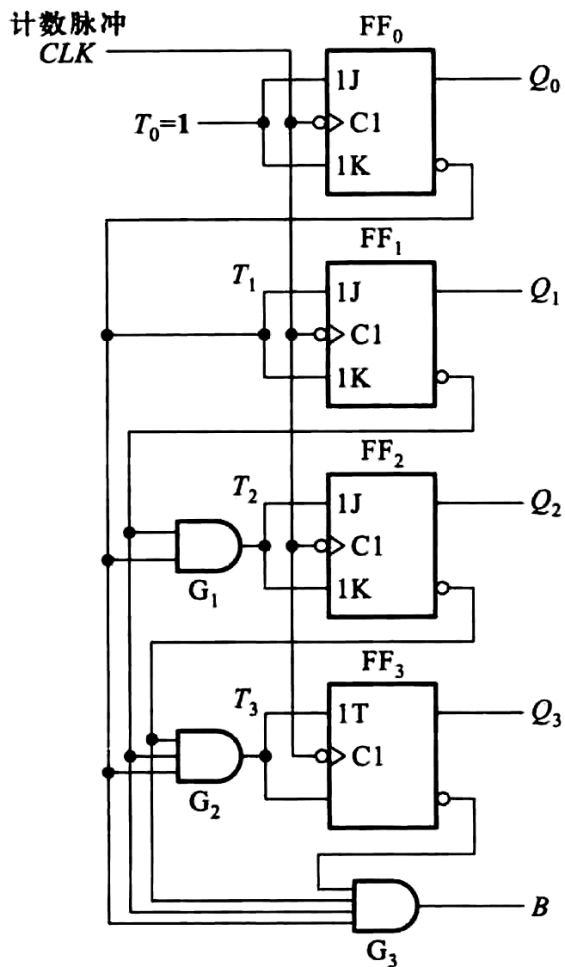 计数脉冲
CLK
FF₀
1J
Q₀
T₀=1
C1
1K
FF₁
T₁
1J
Q₁
C1
1K
FF₂
T₂
1J
Q₂
C1
G₁
1K
FF₃
T₃
1T
Q₃
C1
G₂
B
G₃